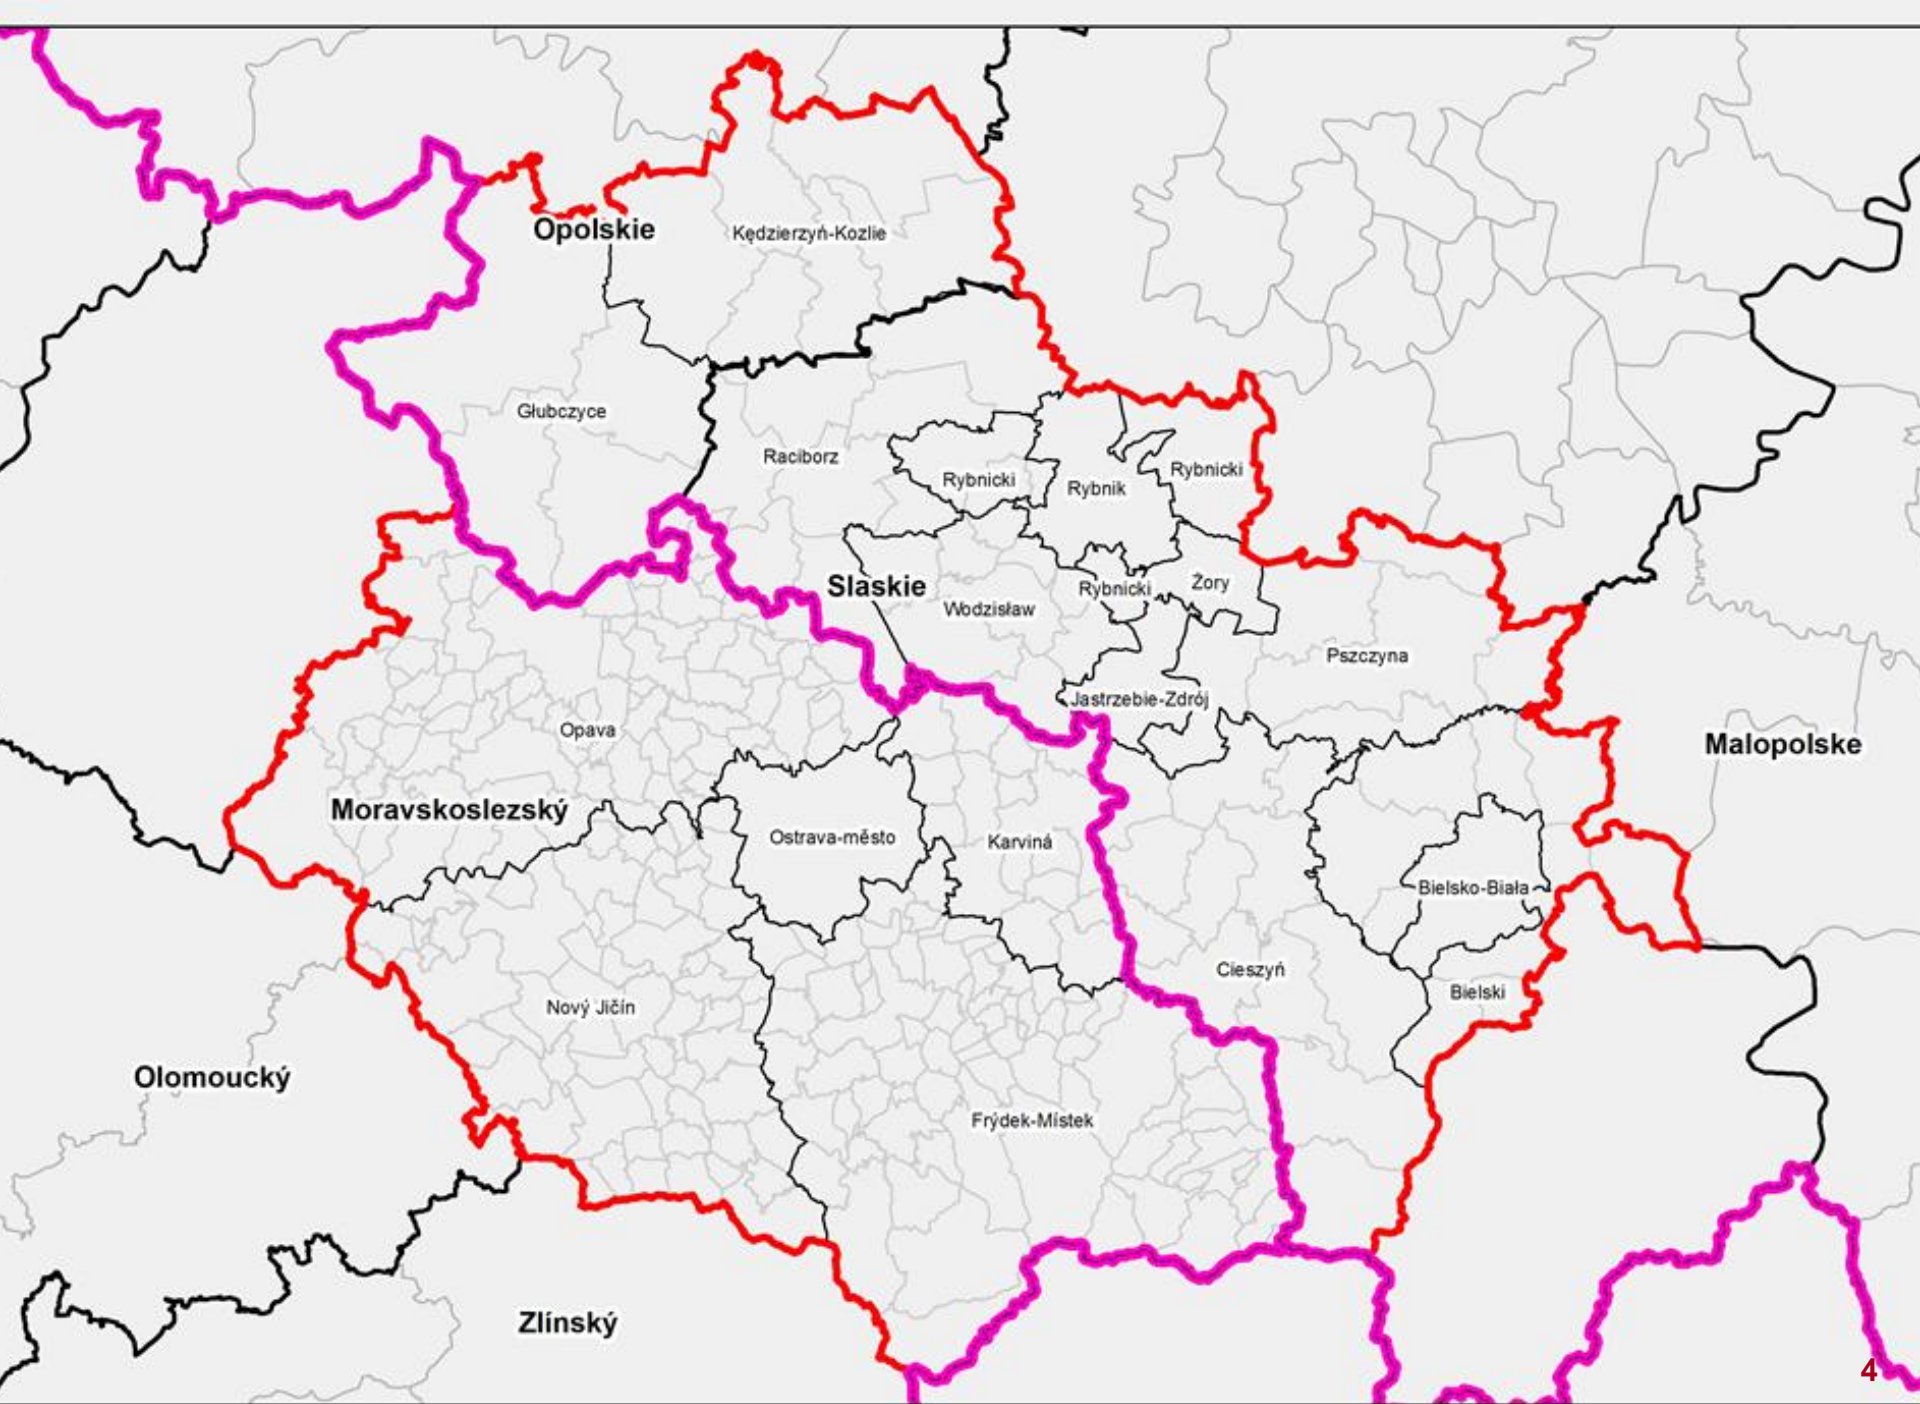 Opolskie
Kędzierzyń-Kozlie
Głubczyce
Raciborz
Rybnicki
Rybnik
Rybnicki
Slaskie
Wodzisław
Rybnicki
Żory
Pszczyna
Jastrzebie-Zdrój
Opava
Malopolske
Moravskoslezský
Ostrava-město
Karviná
Bielsko-Biała
Cieszyń
Bielski
Nový Jičín
Olomoucký
Frýdek-Místek
Zlínský
4